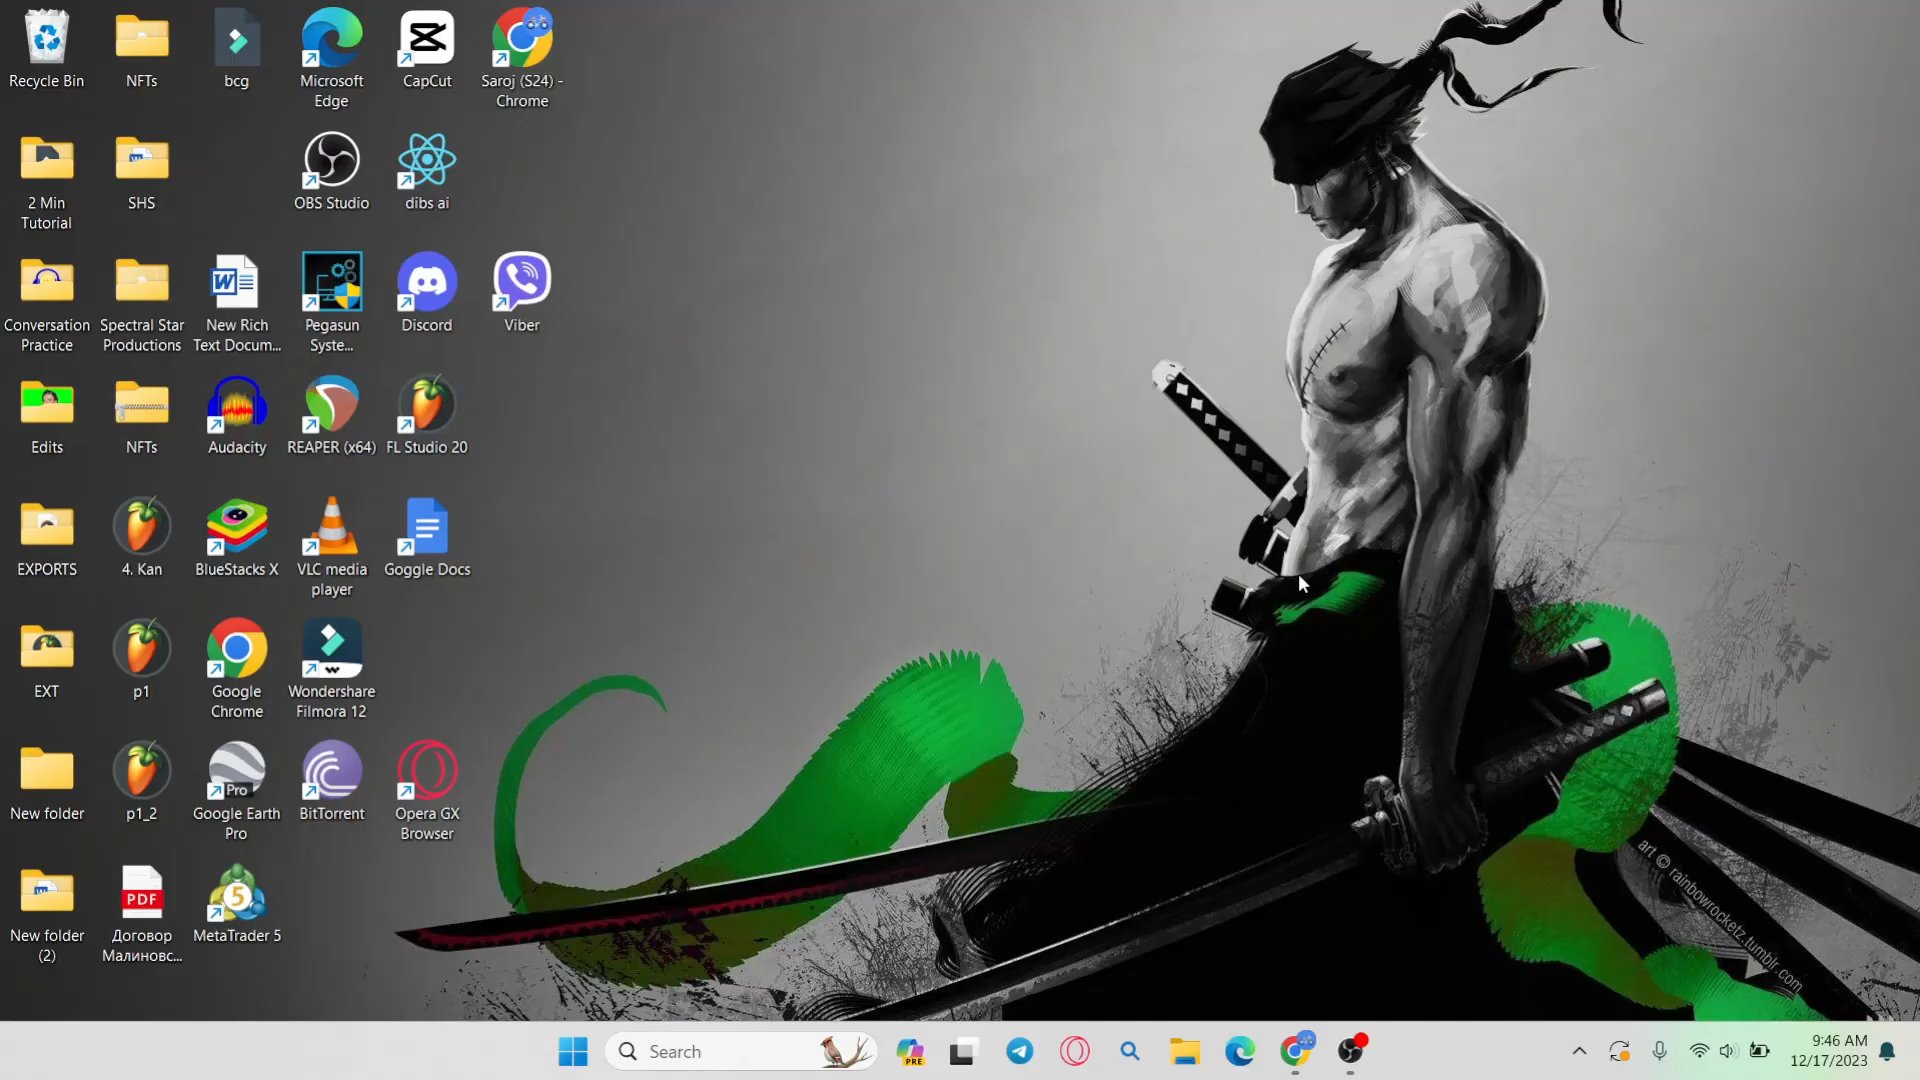 Recycle Bin
NFTs
bcg
Microsoft
Edge
CapCut
Saroj (S24) -
Chrome
2 Min
Tutorial
SHS
OBS Studio
dibs ai
Conversation
Practice
Spectral Star
Productions
New Rich
Text Docum...
Pegasun
Syste...
Discord
Viber
Edits
NFTs
Audacity
REAPER (x64)
FL Studio 20
EXPORTS
4. Kan
BlueStacks X
VLC media
player
Goggle Docs
EXT
p1
Google
Chrome
Wondershare
Filmora 12
New folder
p1_2
Pro
Google Earth
Pro
BitTorrent
Opera GX
Browser
New folder
(2)
PDF
Договор
Малиновс...
5
MetaTrader 5
art © rainbowrocketz.tumblr.com
Search
PRE
9:46 AM
12/17/2023